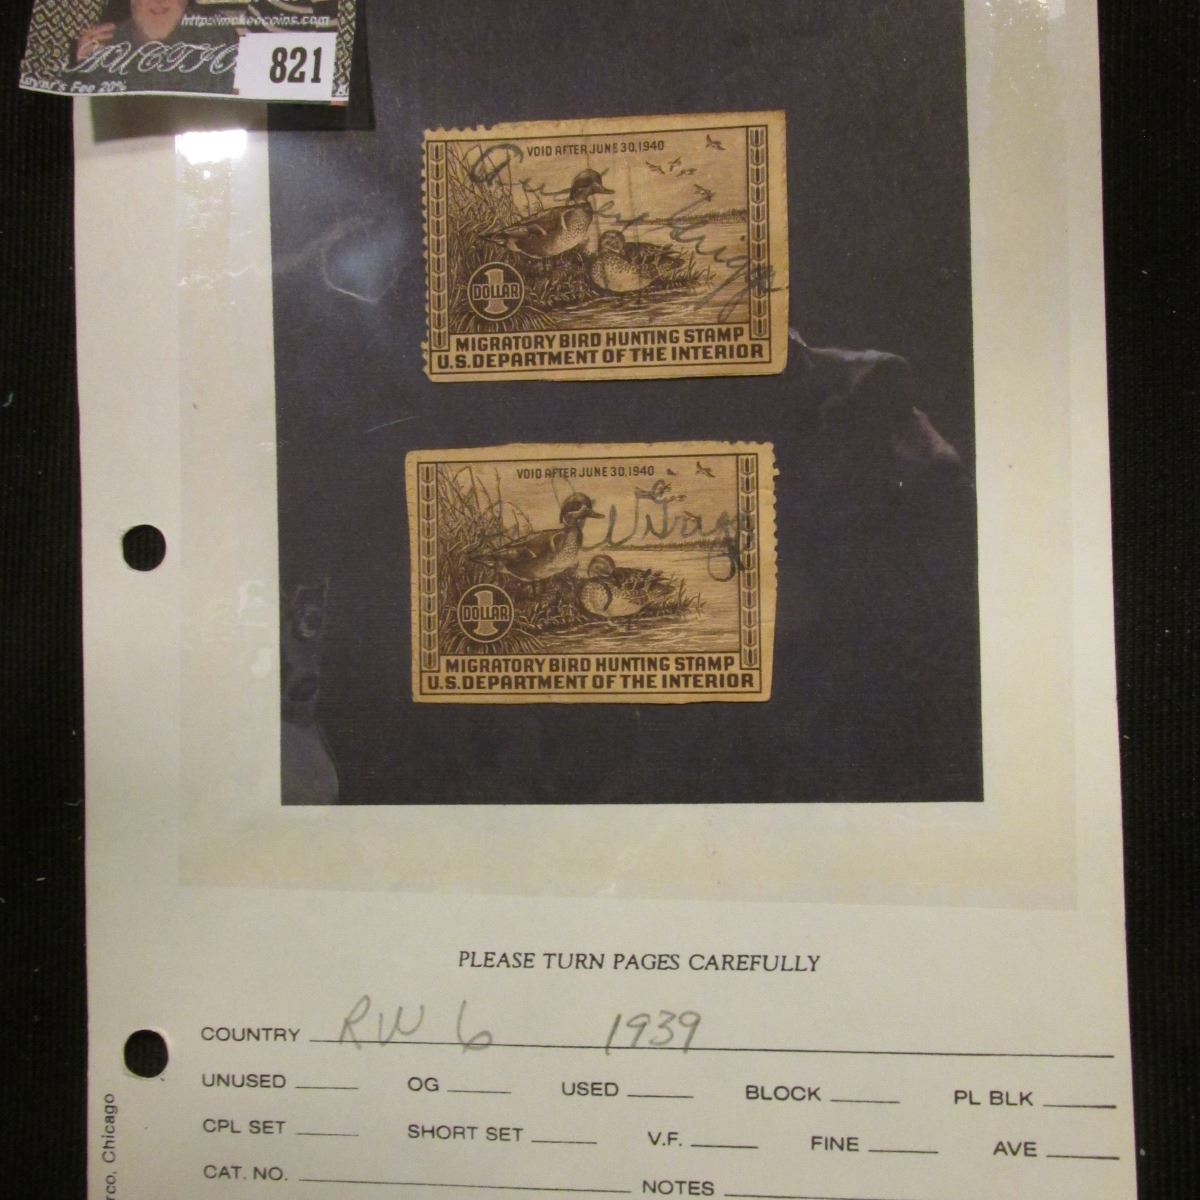 http://mokeocoins.com
821
Buyer's Fee 20%
VOID AFTER JUNE 30, 1940
1
DOLLAR
MIGRATORY BIRD HUNTING STAMP
U.S. DEPARTMENT OF THE INTERIOR
VOID AFTER JUNE 30, 1940
1
DOLLAR
MIGRATORY BIRD HUNTING STAMP
U.S. DEPARTMENT OF THE INTERIOR
PLEASE TURN PAGES CAREFULLY
COUNTRY RW 6 1939
UNUSED OG USED BLOCK PL BLK
CPL SET SHORT SET V.F. FINE AVE
CAT. NO. NOTES
Chicago